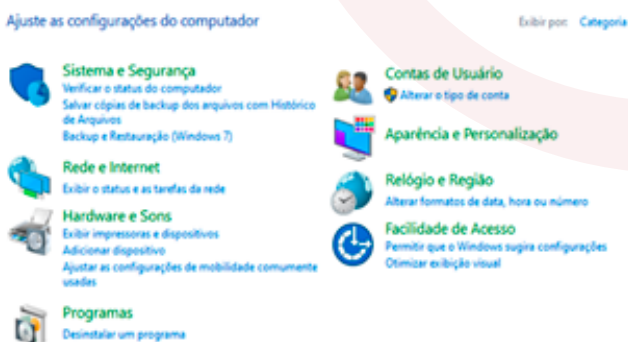 Ajuste as configurações do computador
Exibir por: Categoria
Sistema e Segurança
Verificar o status do computador
Salvar cópias de backup dos arquivos com Histórico
de Arquivos
Backup e Restauração (Windows 7)
Rede e Internet
Exibir o status e as tarefas da rede
Hardware e Sons
Exibir impressoras e dispositivos
Adicionar dispositivo
Ajustar as configurações de mobilidade comumente
usadas
Programas
Desinstalar um programa
Contas de Usuário
Alterar o tipo de conta
Aparência e Personalização
Relógio e Região
Alterar formatos de data, hora ou número
Facilidade de Acesso
Permitir que o Windows sugira configurações
Otimizar exibição visual